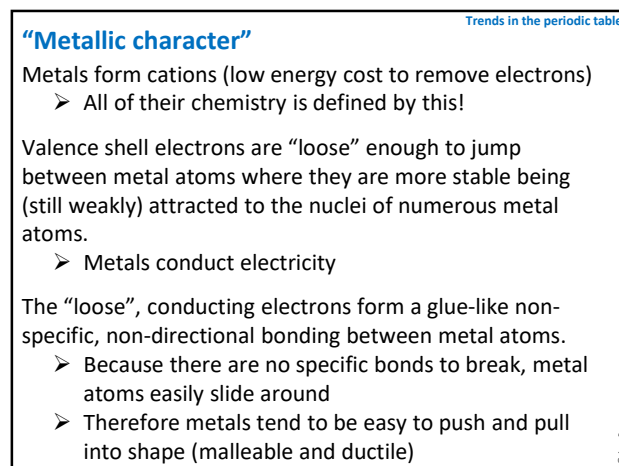 Trends in the periodic table
“Metallic character”
Metals form cations (low energy cost to remove electrons)
➢ All of their chemistry is defined by this!
Valence shell electrons are “loose” enough to jump
between metal atoms where they are more stable being
(still weakly) attracted to the nuclei of numerous metal
atoms.
➢ Metals conduct electricity
The “loose”, conducting electrons form a glue-like non-
specific, non-directional bonding between metal atoms.
➢ Because there are no specific bonds to break, metal
atoms easily slide around
➢ Therefore metals tend to be easy to push and pull
into shape (malleable and ductile)